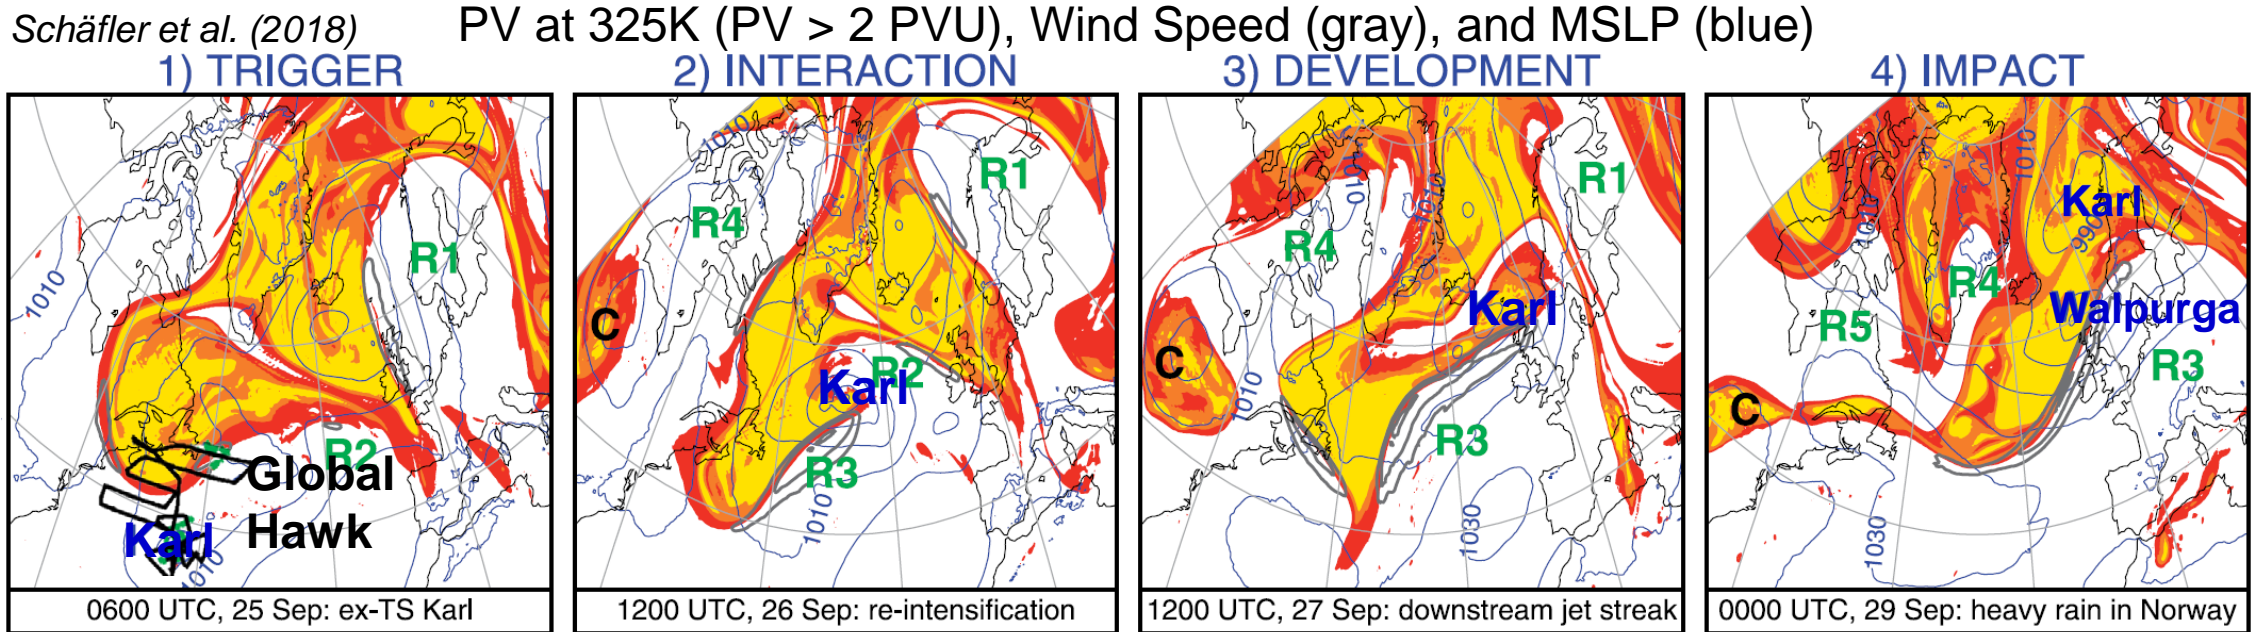 Schäfler et al. (2018)
PV at 325K (PV > 2 PVU), Wind Speed (gray), and MSLP (blue)
1) TRIGGER
2) INTERACTION
3) DEVELOPMENT
4) IMPACT
R1
1010
R2
Global
Hawk
Karl
1010
0600 UTC, 25 Sep: ex-TS Karl
1010
R1
R4
C
R2
Karl
R3
1010
1200 UTC, 26 Sep: re-intensification
1010
R1
1010
R4
Karl
C
1010
R3
1030
1200 UTC, 27 Sep: downstream jet streak
1010
Karl
1010
990
R4
Walpurga
R5
R3
C
1030
0000 UTC, 29 Sep: heavy rain in Norway